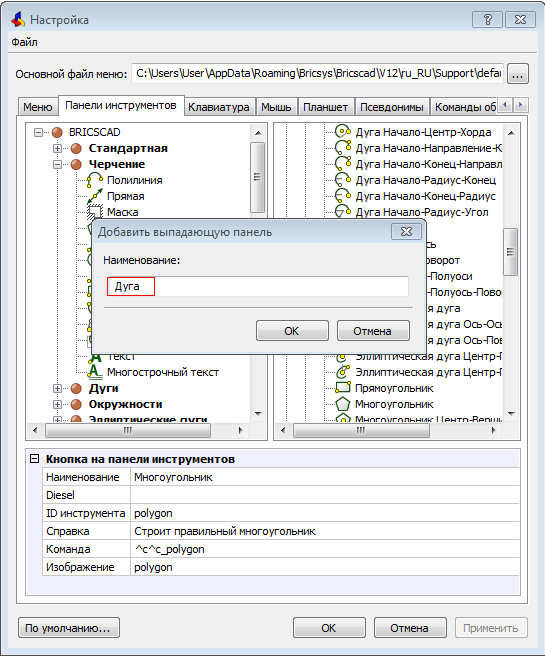 Настройка
Файл
Основной файл меню: C:\Users\User\AppData\Roaming\Bricsys\Bricscad\V12\ru_RU\Support\defau ...
Меню Панели инструментов Клавиатура Мышь Планшет Псевдонимы Команды об
BRICSCAD
Стандартная
Черчение
Полилиния
Прямая
Маска
Текст
Многострочный текст
Дуги
Окружности
Эллиптические дуги
Дуга Начало-Центр-Хорда
Дуга Начало-Направление-К
Дуга Начало-Конец-Направл
Дуга Начало-Радиус-Конец
Дуга Начало-Конец-Радиус
Дуга Начало-Радиус-Угол
сь
оворот
-Полуоси
-Полуось-Пово
дуга
дуга Ось-Ось
дуга Ось-Пов
Эллиптическая дуга Центр-П
Эллиптическая дуга Центр-П
Прямоугольник
Многоугольник
Многоугольник Центр-Верши
Добавить выпадающую панель
Наименование:
Дуга
OK Отмена
Кнопка на панели инструментов
Наименование Многоугольник
Diesel
ID инструмента polygon
Справка Строит правильный многоугольник
Команда ^c^c_polygon
Изображение polygon
По умолчанию... OK Отмена Применить